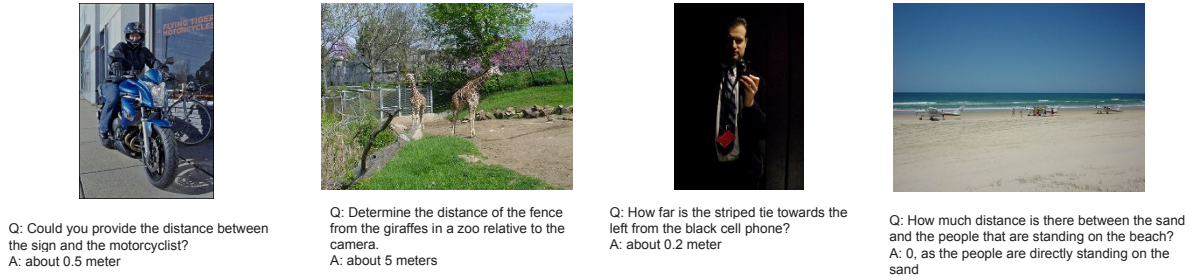 FLYING TIGER
MOTORCYCLES
Q: Could you provide the distance between
the sign and the motorcyclist?
A: about 0.5 meter
Q: Determine the distance of the fence
from the giraffes in a zoo relative to the
camera.
A: about 5 meters
Q: How far is the striped tie towards the
left from the black cell phone?
A: about 0.2 meter
Q: How much distance is there between the sand
and the people that are standing on the beach?
A: 0, as the people are directly standing on the
sand